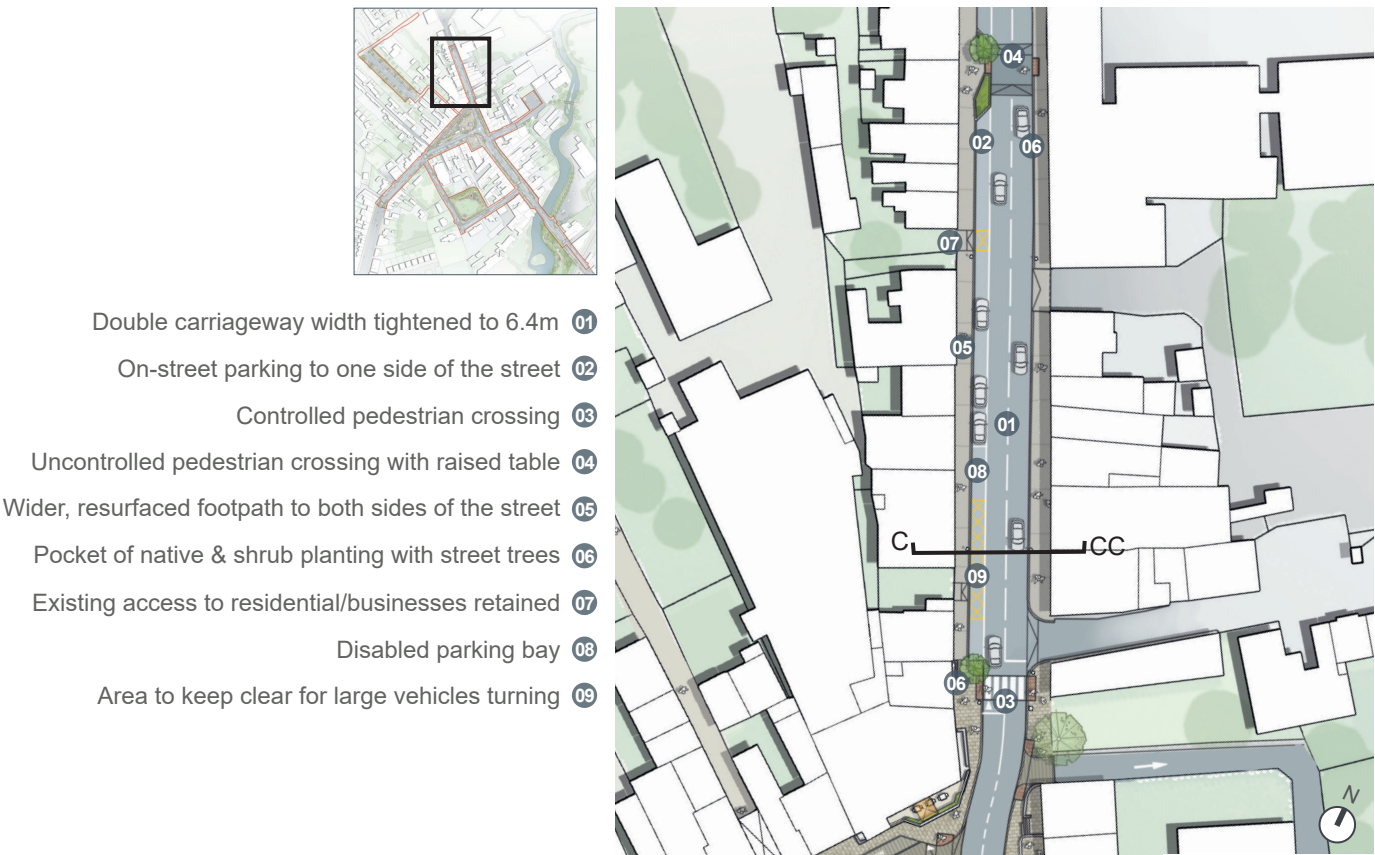 Double carriageway width tightened to 6.4m 01
On-street parking to one side of the street 02
Controlled pedestrian crossing 03
Uncontrolled pedestrian crossing with raised table 04
Wider, resurfaced footpath to both sides of the street 05
Pocket of native & shrub planting with street trees 06
Existing access to residential/businesses retained 07
Disabled parking bay 08
Area to keep clear for large vehicles turning 09
04
02
06
07
05
01
08
C
CC
09
06
03
N